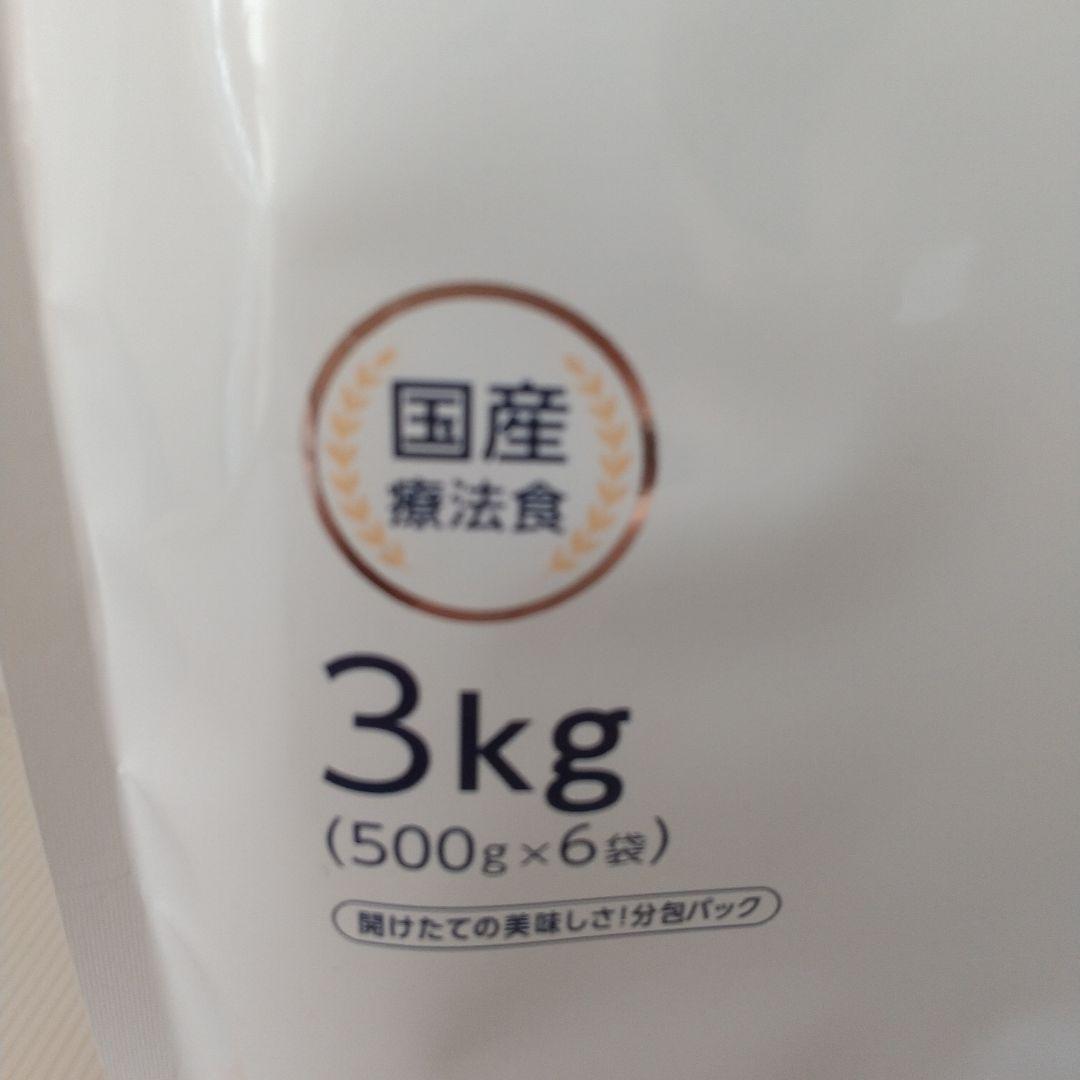 国産
療法食
3kg
(500g×6袋)
開けたての美味しさ!分包パック